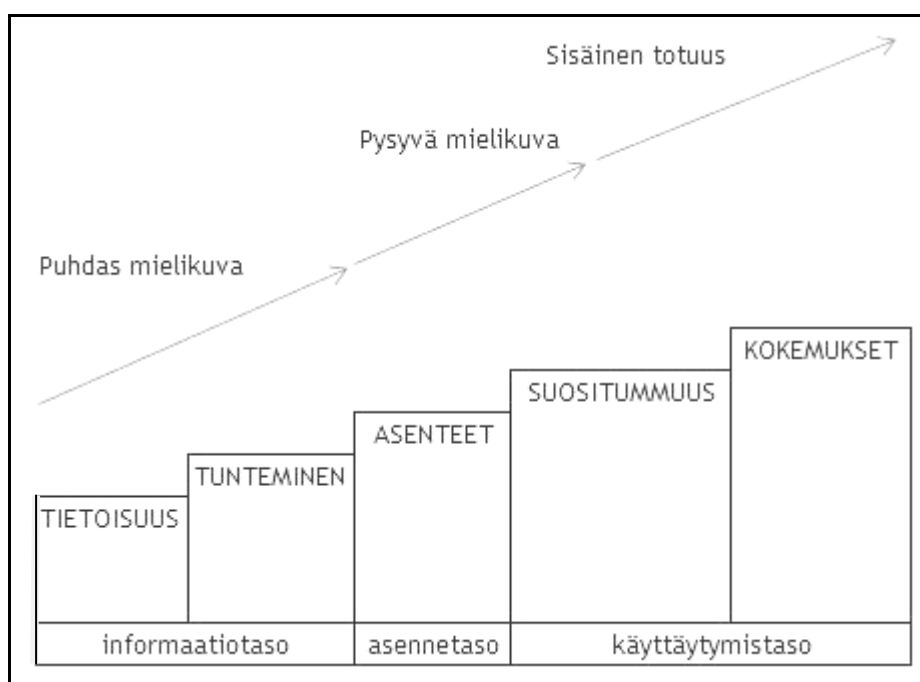 Sisäinen totuus
Pysyvä mielikuva
Puhdas mielikuva
KOKEMUKSET
SUOSITUMMUUS
ASENTEET
TUNTEMINEN
TIETOISUUS
informaatiotaso
asennetaso
käyttäytymistaso